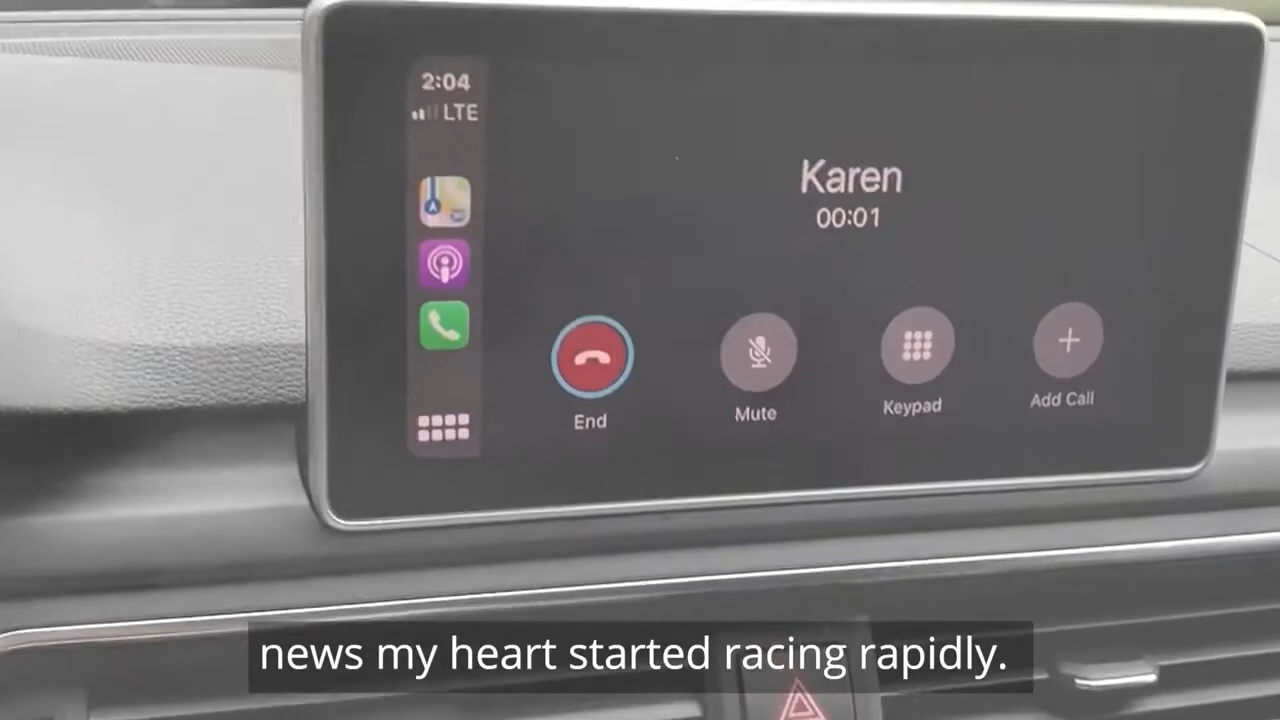 2:04
LTE
Karen
00:01
End
Mute
Keypad
Add Call
news my heart started racing rapidly.